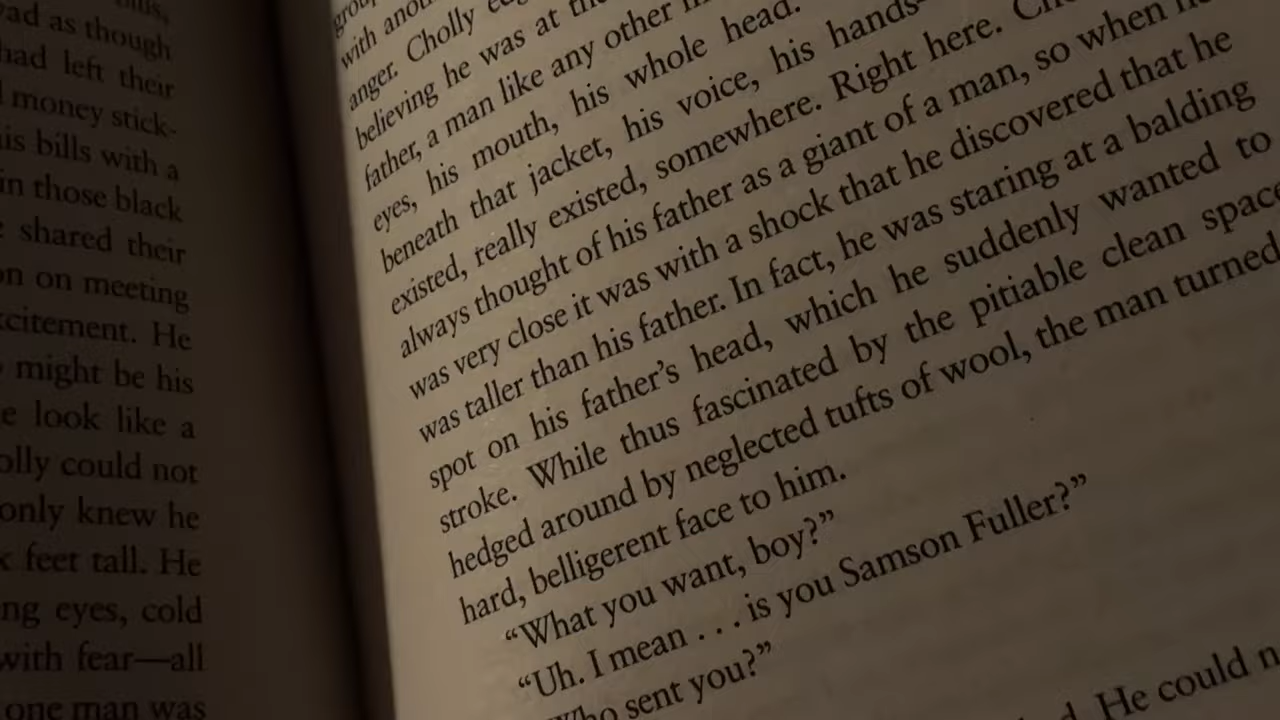 ills,
ad as though
had left their
money stick-
is bills with a
in those black
shared their
on on meeting
citement. He
might be his
e look like a
olly could not
only knew he
feet tall. He
ng eyes, cold
with fear—all
one man was
with
anger. Cholly
believing he was at
father, a man like any other
eyes, his mouth, his whole head.
beneath that jacket, his voice, his hands—
existed, really existed, somewhere. Right here.
always thought of his father as a giant of a man, so when
was very close it was with a shock that he discovered that he
was taller than his father. In fact, he was staring at a balding
spot on his father’s head, which he suddenly wanted to
stroke. While thus fascinated by the pitiable clean space
hedged around by neglected tufts of wool, the man turned
hard, belligerent face to him.
“What you want, boy?”
“Uh. I mean . . . is you Samson Fuller?”
Who sent you?”
He could n